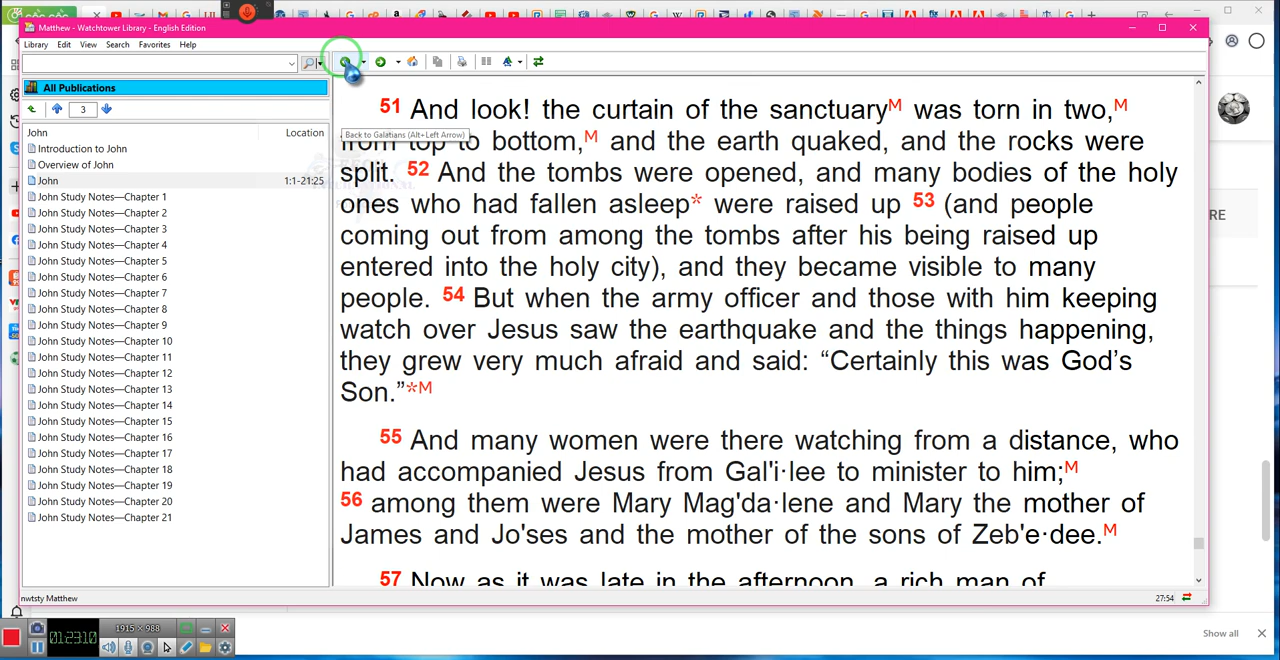 Matthew - Watchtower Library - English Edition
Library Edit View Search Favorites Help
All Publications
3
John Location
Introduction to John
Overview of John
John 1:1-21:25
John Study Notes—Chapter 1
John Study Notes—Chapter 2
John Study Notes—Chapter 3
John Study Notes—Chapter 4
John Study Notes—Chapter 5
John Study Notes—Chapter 6
John Study Notes—Chapter 7
John Study Notes—Chapter 8
John Study Notes—Chapter 9
John Study Notes—Chapter 10
John Study Notes—Chapter 11
John Study Notes—Chapter 12
John Study Notes—Chapter 13
John Study Notes—Chapter 14
John Study Notes—Chapter 15
John Study Notes—Chapter 16
John Study Notes—Chapter 17
John Study Notes—Chapter 18
John Study Notes—Chapter 19
John Study Notes—Chapter 20
John Study Notes—Chapter 21
51 And look! the curtain of the sanctuaryM was torn in two,M
Back to Galatians (Alt+Left Arrow)
from top to bottom,M and the earth quaked, and the rocks were
split. 52 And the tombs were opened, and many bodies of the holy
ones who had fallen asleep* were raised up 53 (and people
coming out from among the tombs after his being raised up
entered into the holy city), and they became visible to many
people. 54 But when the army officer and those with him keeping
watch over Jesus saw the earthquake and the things happening,
they grew very much afraid and said: “Certainly this was God’s
Son.”*M
55 And many women were there watching from a distance, who
had accompanied Jesus from Gal'i·lee to minister to him;M
56 among them were Mary Mag'da·lene and Mary the mother of
James and Jo'ses and the mother of the sons of Zeb'e·dee.M
57 Now as it was late in the afternoon, a rich man of
nwtsty Matthew
27:54
RE
Show all
1915 × 988
01:23:10